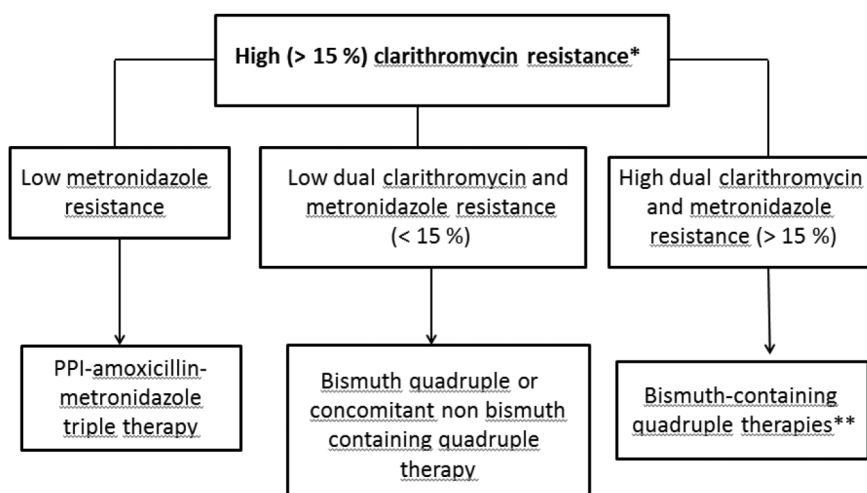 High (> 15 %) clarithromycin resistance*
Low metronidazole
resistance
Low dual clarithromycin and
metronidazole resistance
(< 15 %)
High dual clarithromycin
and metronidazole
resistance (> 15 %)
PPI-amoxicillin-
metronidazole
triple therapy
Bismuth quadruple or
concomitant non bismuth
containing quadruple
therapy
Bismuth-containing
quadruple therapies**